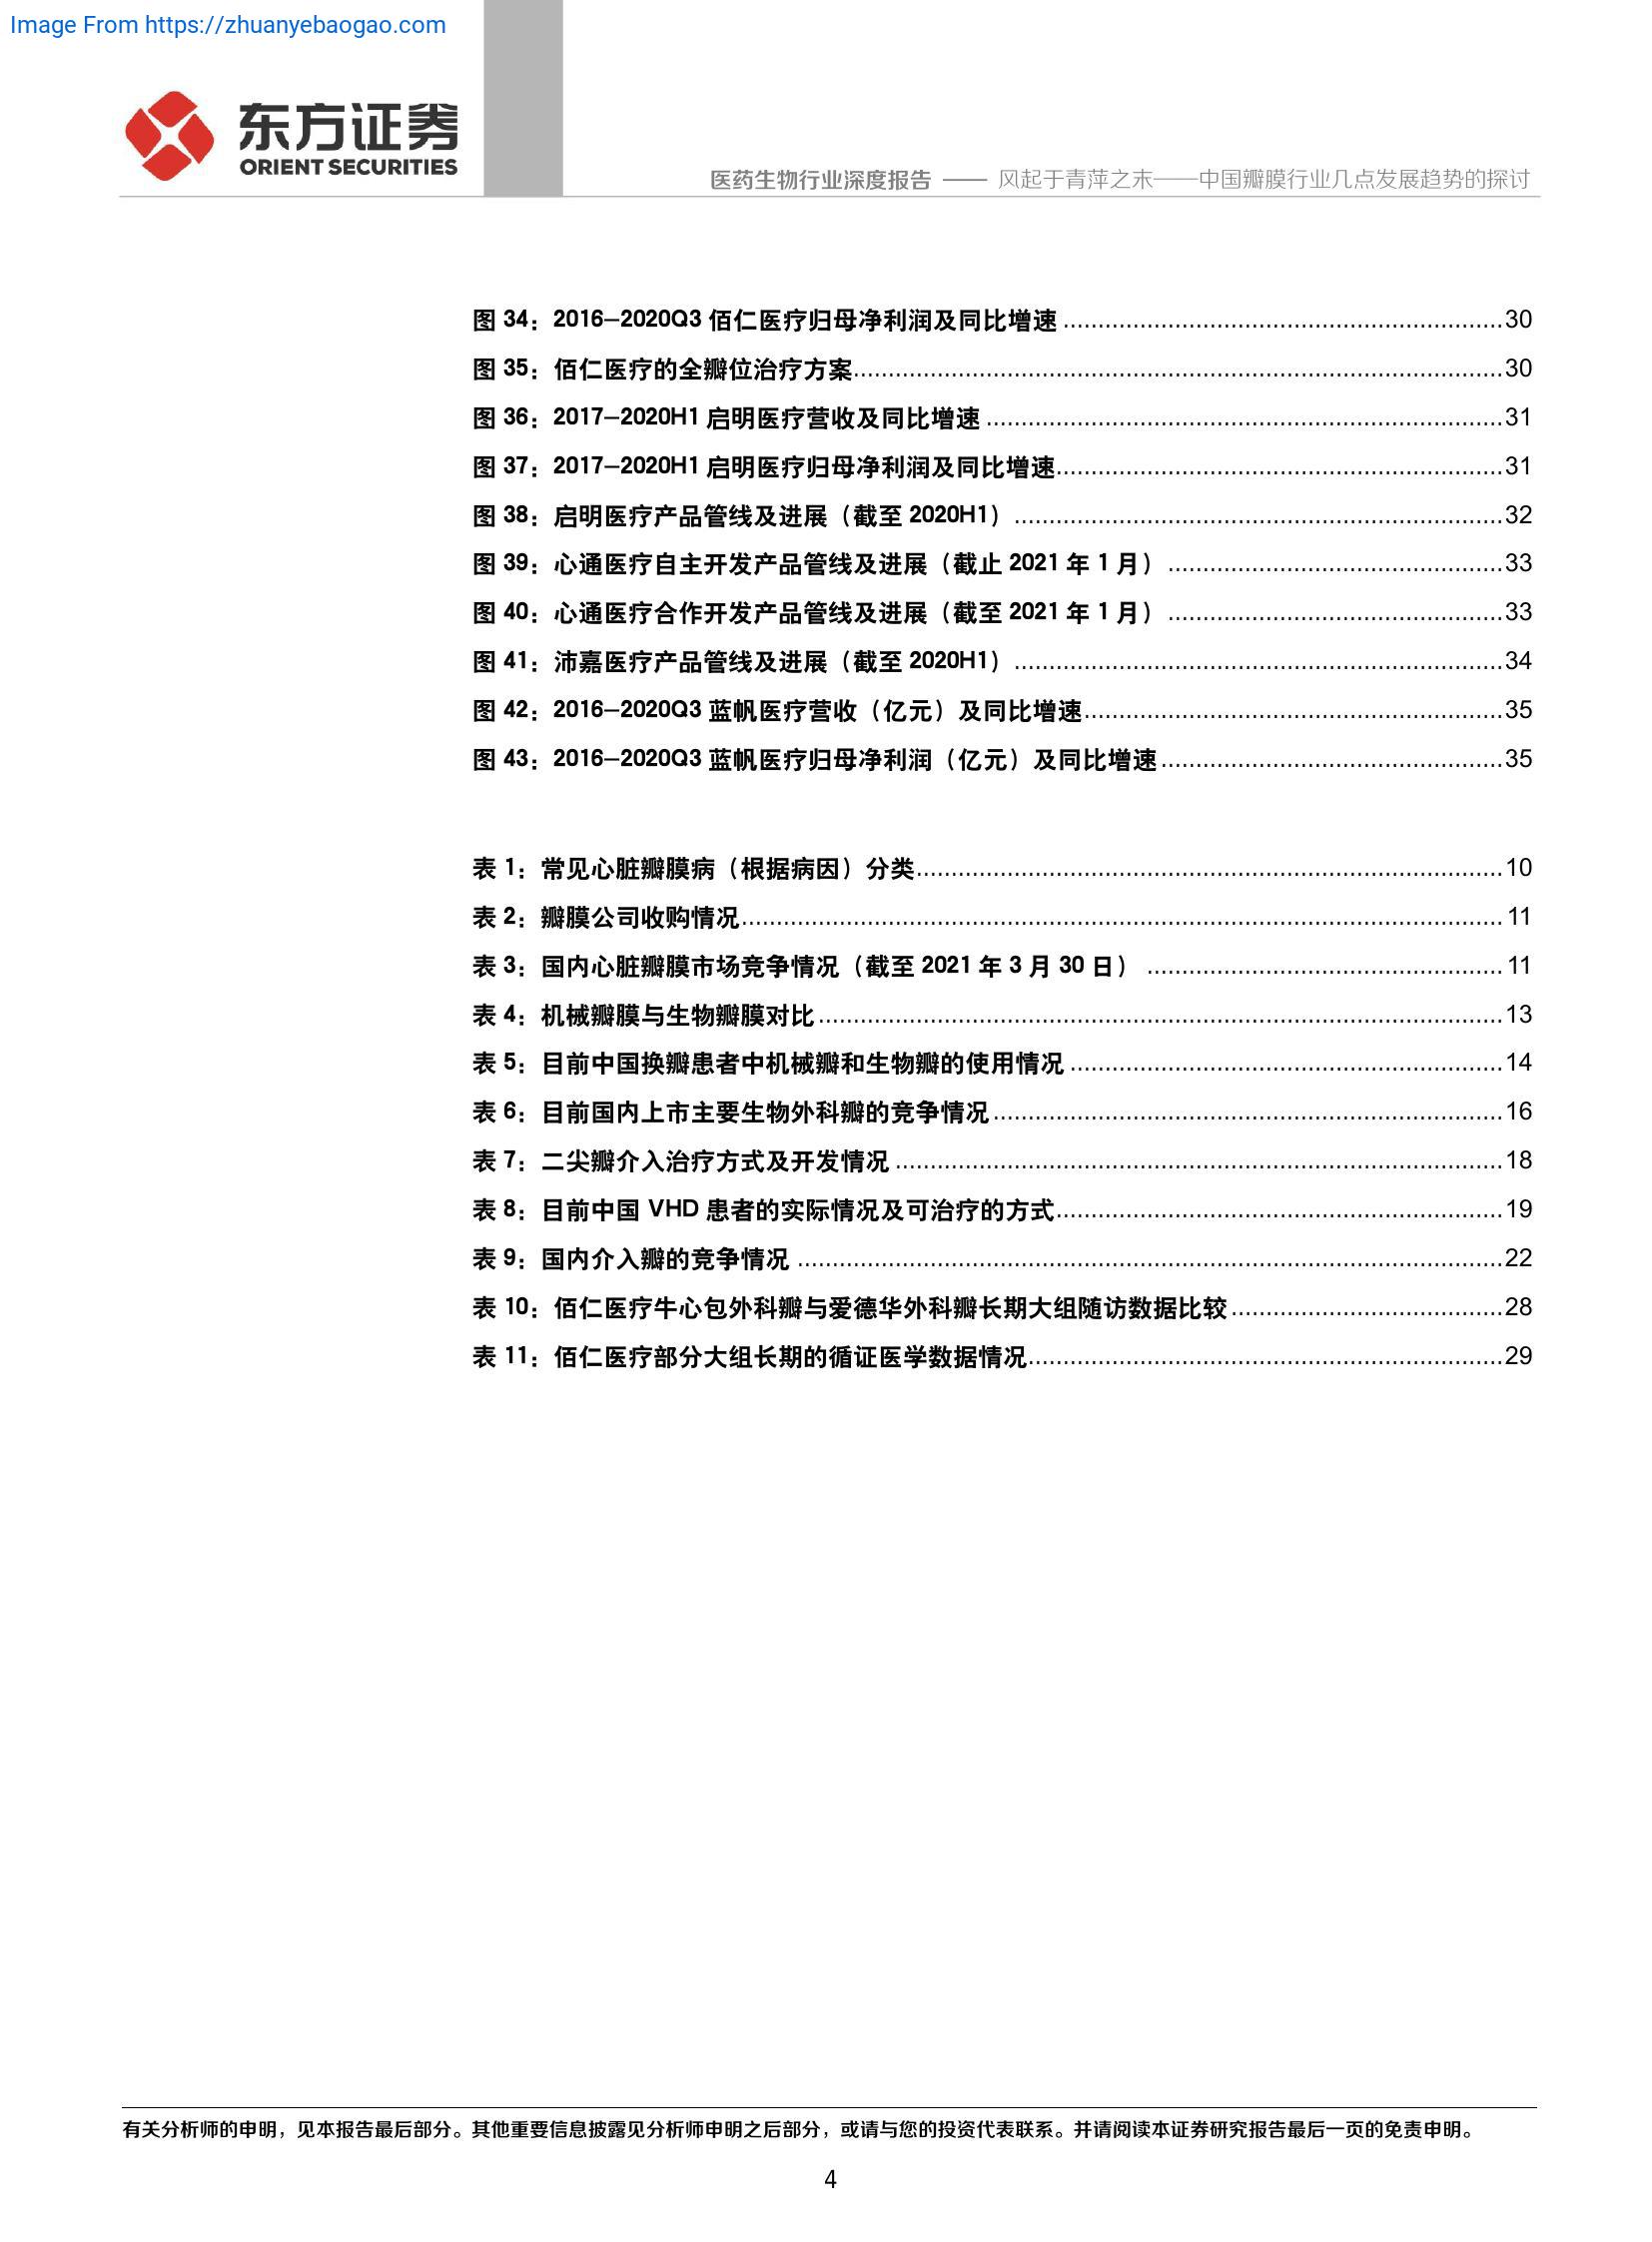 Image From https://zhuanyebaogao.com
东方证券
ORIENT SECURITIES
医药生物行业深度报告 —— 风起于青萍之末——中国瓣膜行业几点发展趋势的探讨
图 34：2016-2020Q3 佰仁医疗归母净利润及同比增速 ........................................ 30
图 35：佰仁医疗的全瓣位治疗方案........................................ 30
图 36：2017-2020H1 启明医疗营收及同比增速 ........................................ 31
图 37：2017-2020H1 启明医疗归母净利润及同比增速........................................ 31
图 38：启明医疗产品管线及进展（截至 2020H1） ........................................ 32
图 39：心通医疗自主开发产品管线及进展（截止 2021 年 1 月） ........................................ 33
图 40：心通医疗合作开发产品管线及进展（截至 2021 年 1 月） ........................................ 33
图 41：沛嘉医疗产品管线及进展（截至 2020H1） ........................................ 34
图 42：2016-2020Q3 蓝帆医疗营收（亿元）及同比增速........................................ 35
图 43：2016-2020Q3 蓝帆医疗归母净利润（亿元）及同比增速........................................ 35
表 1：常见心脏瓣膜病（根据病因）分类........................................ 10
表 2：瓣膜公司收购情况........................................ 11
表 3：国内心脏瓣膜市场竞争情况（截至 2021 年 3 月 30 日） ........................................ 11
表 4：机械瓣膜与生物瓣膜对比........................................ 13
表 5：目前中国换瓣患者中机械瓣和生物瓣的使用情况 ........................................ 14
表 6：目前国内上市主要生物外科瓣的竞争情况........................................ 16
表 7：二尖瓣介入治疗方式及开发情况 ........................................ 18
表 8：目前中国 VHD 患者的实际情况及可治疗的方式........................................ 19
表 9：国内介入瓣的竞争情况 ........................................ 22
表 10：佰仁医疗牛心包外科瓣与爱德华外科瓣长期大组随访数据比较........................................ 28
表 11：佰仁医疗部分大组长期的循证医学数据情况........................................ 29
有关分析师的申明，见本报告最后部分。其他重要信息披露见分析师申明之后部分，或请与您的投资代表联系。并请阅读本证券研究报告最后一页的免责申明。
4